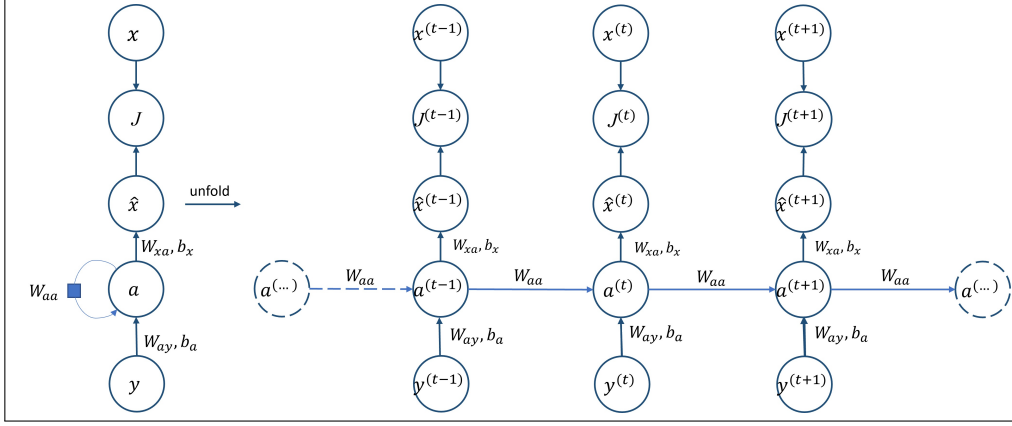 x x^(t−1) x^(t) x^(t+1)
J J^(t−1) J^(t) J^(t+1)
x̂ unfold x̂^(t−1) x̂^(t) x̂^(t+1)
W_xa, b_x W_xa, b_x W_xa, b_x W_xa, b_x
W_aa a a^(…) W_aa a^(t−1) W_aa a^(t) W_aa a^(t+1) W_aa a^(…)
W_ay, b_a W_ay, b_a W_ay, b_a W_ay, b_a
y y^(t−1) y^(t) y^(t+1)